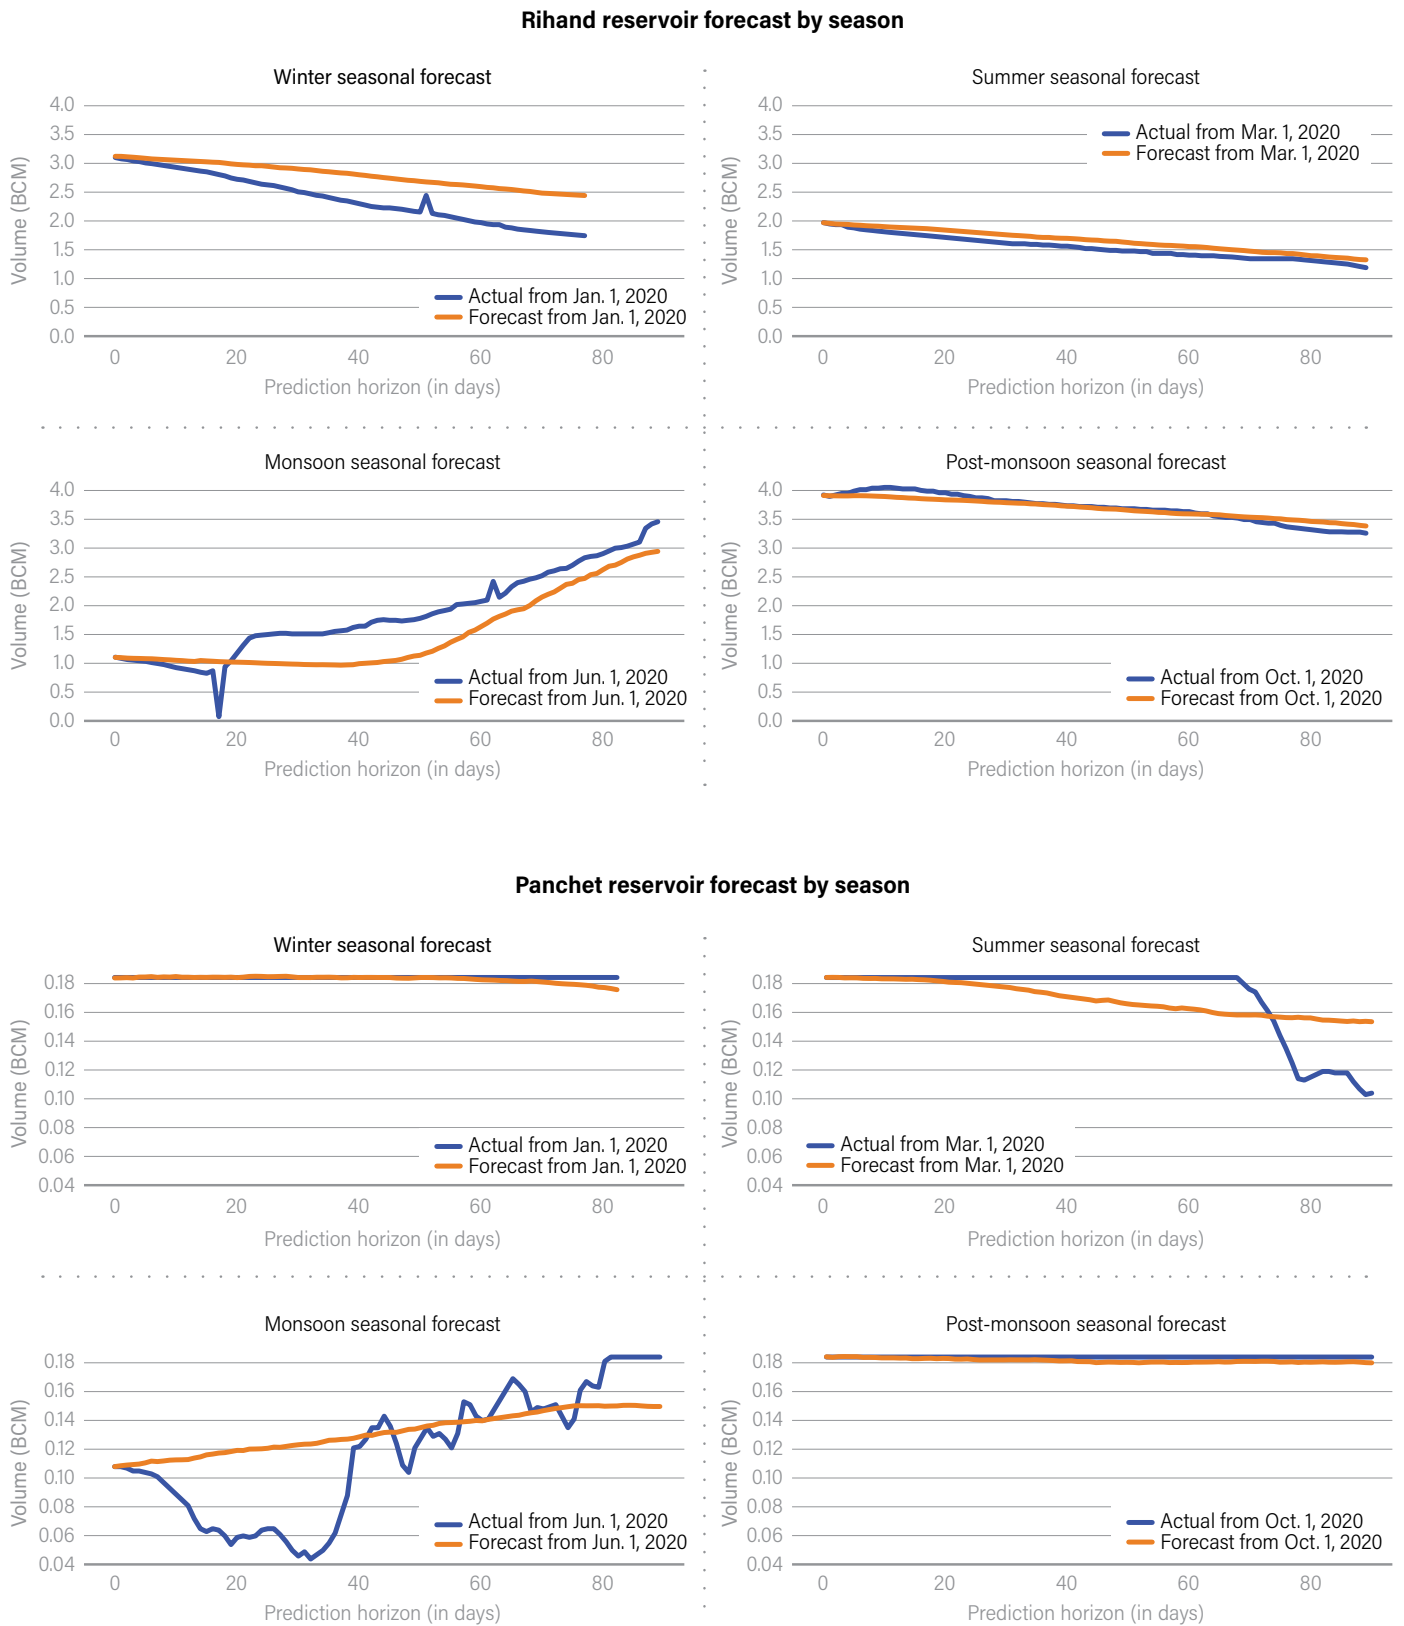 Rihand reservoir forecast by season
Winter seasonal forecast
4.0
3.5
3.0
2.5
2.0
1.5
1.0
0.5
0.0
Volume (BCM)
Actual from Jan. 1, 2020
Forecast from Jan. 1, 2020
0 20 40 60 80
Prediction horizon (in days)
Summer seasonal forecast
4.0
3.5
3.0
2.5
2.0
1.5
1.0
0.5
0.0
Volume (BCM)
Actual from Mar. 1, 2020
Forecast from Mar. 1, 2020
0 20 40 60 80
Prediction horizon (in days)
Monsoon seasonal forecast
4.0
3.5
3.0
2.5
2.0
1.5
1.0
0.5
0.0
Volume (BCM)
Actual from Jun. 1, 2020
Forecast from Jun. 1, 2020
0 20 40 60 80
Prediction horizon (in days)
Post-monsoon seasonal forecast
4.0
3.5
3.0
2.5
2.0
1.5
1.0
0.5
0.0
Volume (BCM)
Actual from Oct. 1, 2020
Forecast from Oct. 1, 2020
0 20 40 60 80
Prediction horizon (in days)
Panchet reservoir forecast by season
Winter seasonal forecast
0.18
0.16
0.14
0.12
0.10
0.08
0.06
0.04
Volume (BCM)
Actual from Jan. 1, 2020
Forecast from Jan. 1, 2020
0 20 40 60 80
Prediction horizon (in days)
Summer seasonal forecast
0.18
0.16
0.14
0.12
0.10
0.08
0.06
0.04
Volume (BCM)
Actual from Mar. 1, 2020
Forecast from Mar. 1, 2020
0 20 40 60 80
Prediction horizon (in days)
Monsoon seasonal forecast
0.18
0.16
0.14
0.12
0.10
0.08
0.06
0.04
Volume (BCM)
Actual from Jun. 1, 2020
Forecast from Jun. 1, 2020
0 20 40 60 80
Prediction horizon (in days)
Post-monsoon seasonal forecast
0.18
0.16
0.14
0.12
0.10
0.08
0.06
0.04
Volume (BCM)
Actual from Oct. 1, 2020
Forecast from Oct. 1, 2020
0 20 40 60 80
Prediction horizon (in days)